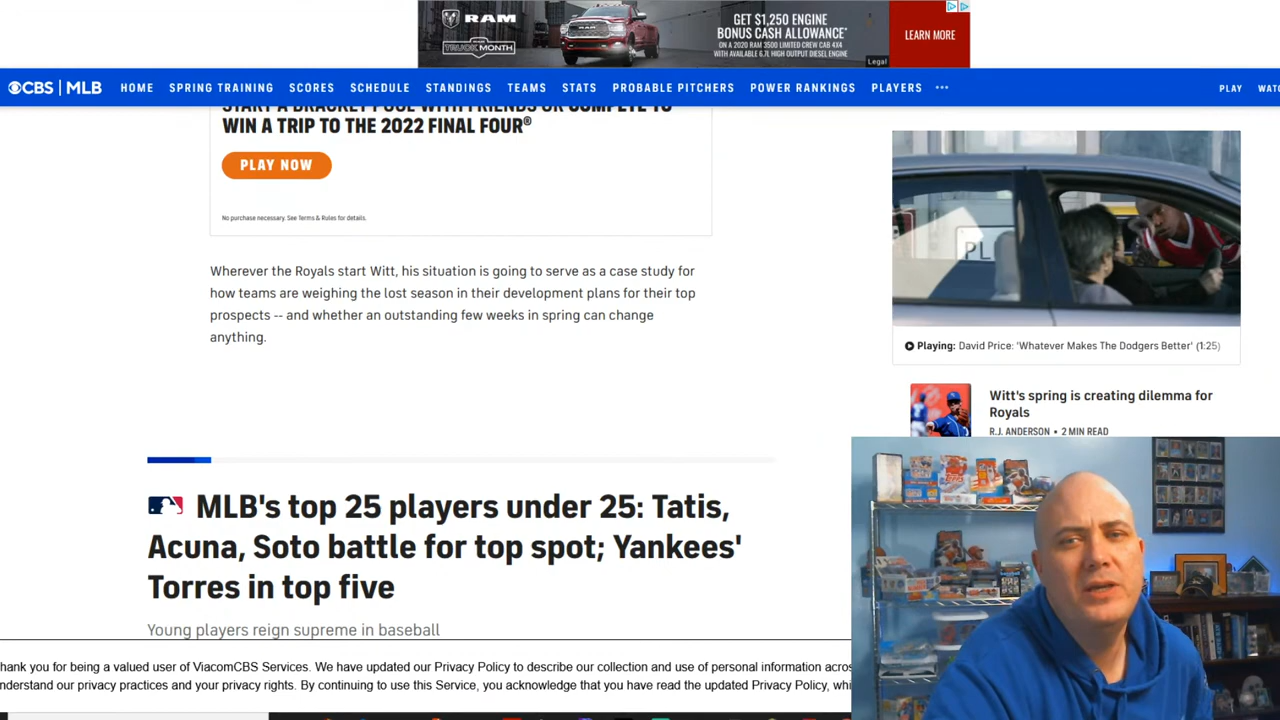 RAM
TRUCK MONTH
GET $1,250 ENGINE
BONUS CASH ALLOWANCE*
ON A 2020 RAM 3500 LIMITED CREW CAB 4X4
WITH AVAILABLE 6.7L HIGH OUTPUT DIESEL ENGINE
Legal
LEARN MORE
CBS | MLB
HOME
SPRING TRAINING
SCORES
SCHEDULE
STANDINGS
TEAMS
STATS
PROBABLE PITCHERS
POWER RANKINGS
PLAYERS
PLAY
WATC
START A BRACKET POOL WITH FRIENDS OR COMPETE TO
WIN A TRIP TO THE 2022 FINAL FOUR®
PLAY NOW
No purchase necessary. See Terms & Rules for details.
Wherever the Royals start Witt, his situation is going to serve as a case study for
how teams are weighing the lost season in their development plans for their top
prospects -- and whether an outstanding few weeks in spring can change
anything.
MLB's top 25 players under 25: Tatis,
Acuna, Soto battle for top spot; Yankees'
Torres in top five
Young players reign supreme in baseball
Playing: David Price: 'Whatever Makes The Dodgers Better' (1:25)
Witt's spring is creating dilemma for
Royals
R.J. ANDERSON • 2 MIN READ
hank you for being a valued user of ViacomCBS Services. We have updated our Privacy Policy to describe our collection and use of personal information acros
nderstand our privacy practices and your privacy rights. By continuing to use this Service, you acknowledge that you have read the updated Privacy Policy, whi